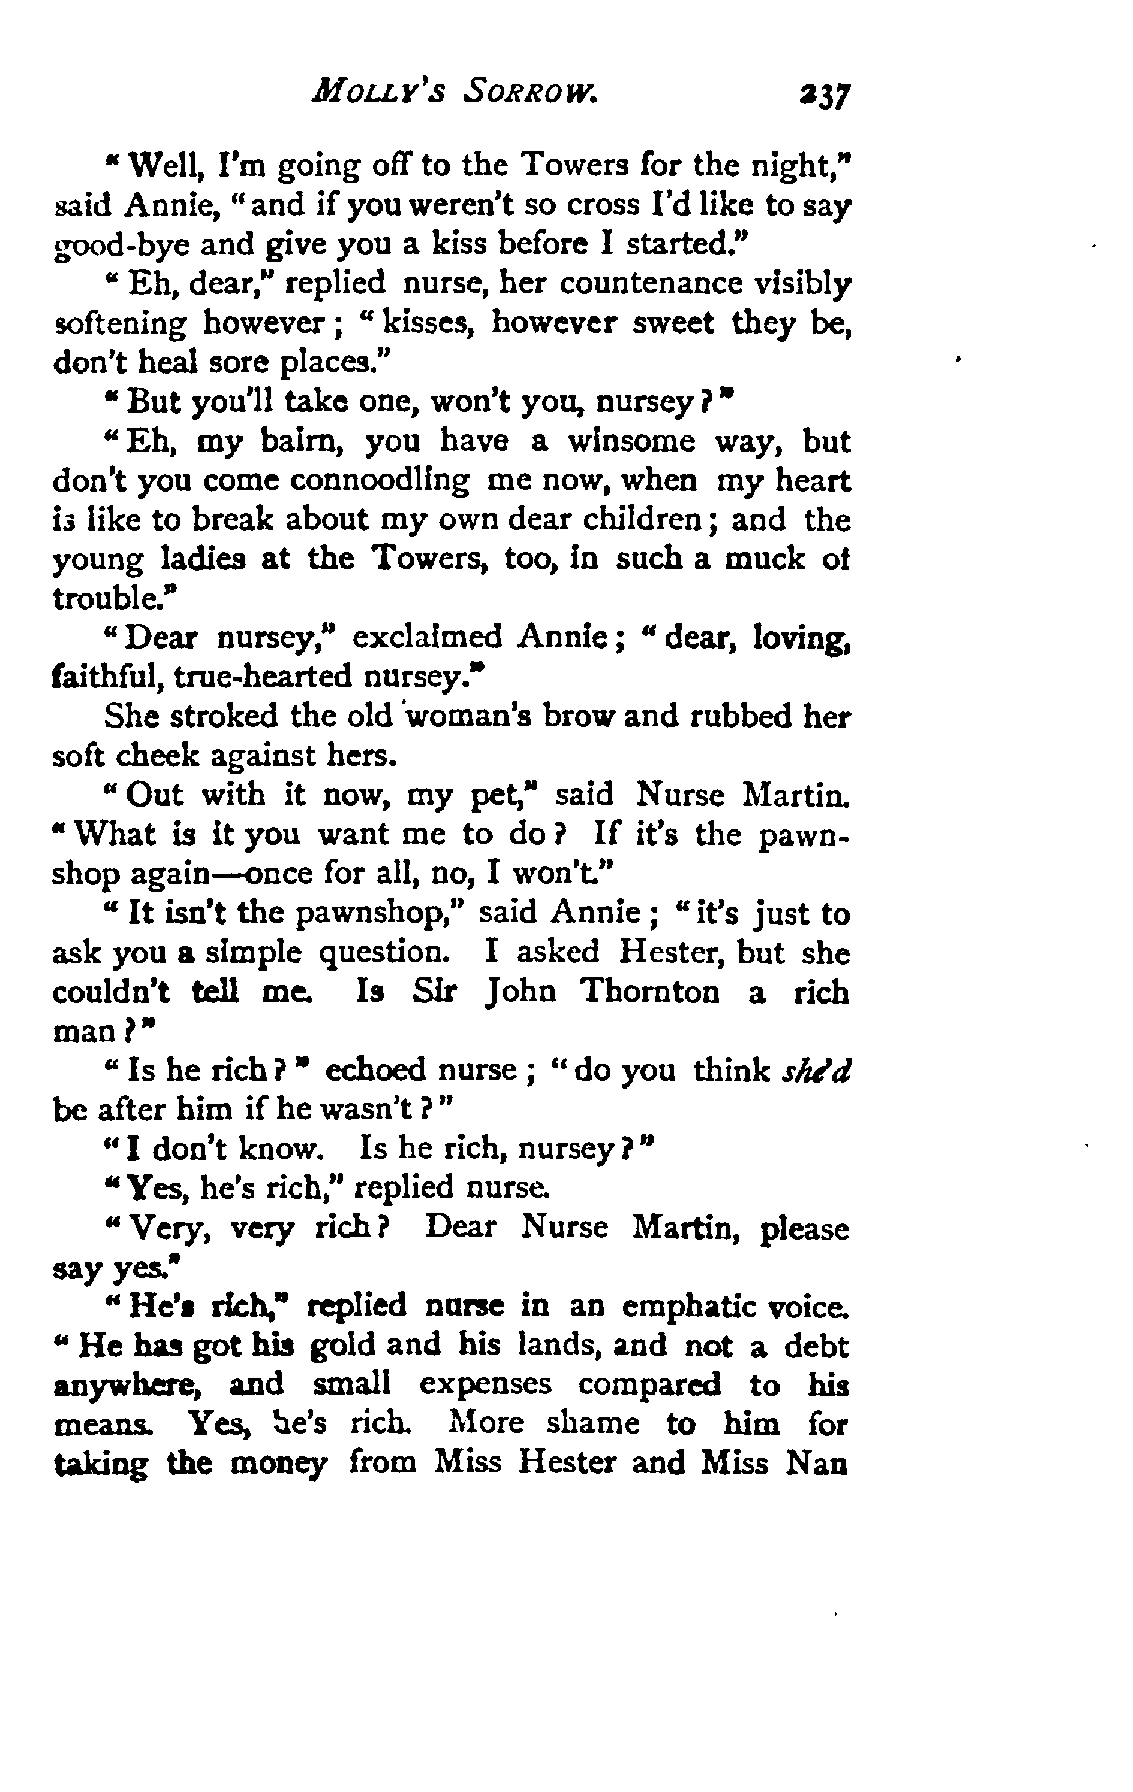 MOLLY'S SORROW. 237
"Well, I'm going off to the Towers for the night,"
said Annie, "and if you weren't so cross I'd like to say
good-bye and give you a kiss before I started."
"Eh, dear," replied nurse, her countenance visibly
softening however; "kisses, however sweet they be,
don't heal sore places."
"But you'll take one, won't you, nursey?"
"Eh, my balm, you have a winsome way, but
don't you come connoodling me now, when my heart
is like to break about my own dear children; and the
young ladies at the Towers, too, in such a muck of
trouble."
"Dear nursey," exclaimed Annie; "dear, loving,
faithful, true-hearted nursey."
She stroked the old woman's brow and rubbed her
soft cheek against hers.
"Out with it now, my pet," said Nurse Martin.
"What is it you want me to do? If it's the pawn-
shop again—once for all, no, I won't."
"It isn't the pawnshop," said Annie; "it's just to
ask you a simple question. I asked Hester, but she
couldn't tell me. Is Sir John Thornton a rich
man?"
"Is he rich?" echoed nurse; "do you think she'd
be after him if he wasn't?"
"I don't know. Is he rich, nursey?"
"Yes, he's rich," replied nurse.
"Very, very rich? Dear Nurse Martin, please
say yes."
"He's rich," replied nurse in an emphatic voice.
"He has got his gold and his lands, and not a debt
anywhere, and small expenses compared to his
means. Yes, he's rich. More shame to him for
taking the money from Miss Hester and Miss Nan